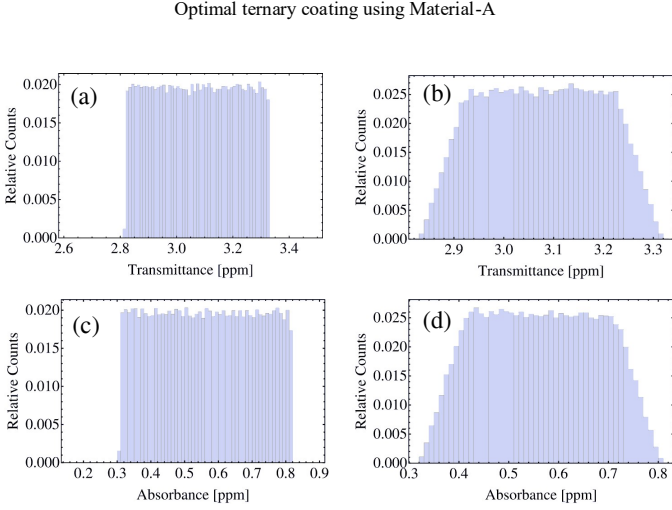 Optimal ternary coating using Material-A
(a)
0.020
0.015
0.010
0.005
0.000
2.6 2.8 3.0 3.2 3.4
Relative Counts
Transmittance [ppm]
(b)
0.025
0.020
0.015
0.010
0.005
0.000
2.9 3.0 3.1 3.2 3.3
Relative Counts
Transmittance [ppm]
(c)
0.020
0.015
0.010
0.005
0.000
0.2 0.3 0.4 0.5 0.6 0.7 0.8 0.9
Relative Counts
Absorbance [ppm]
(d)
0.025
0.020
0.015
0.010
0.005
0.000
0.3 0.4 0.5 0.6 0.7 0.8
Relative Counts
Absorbance [ppm]